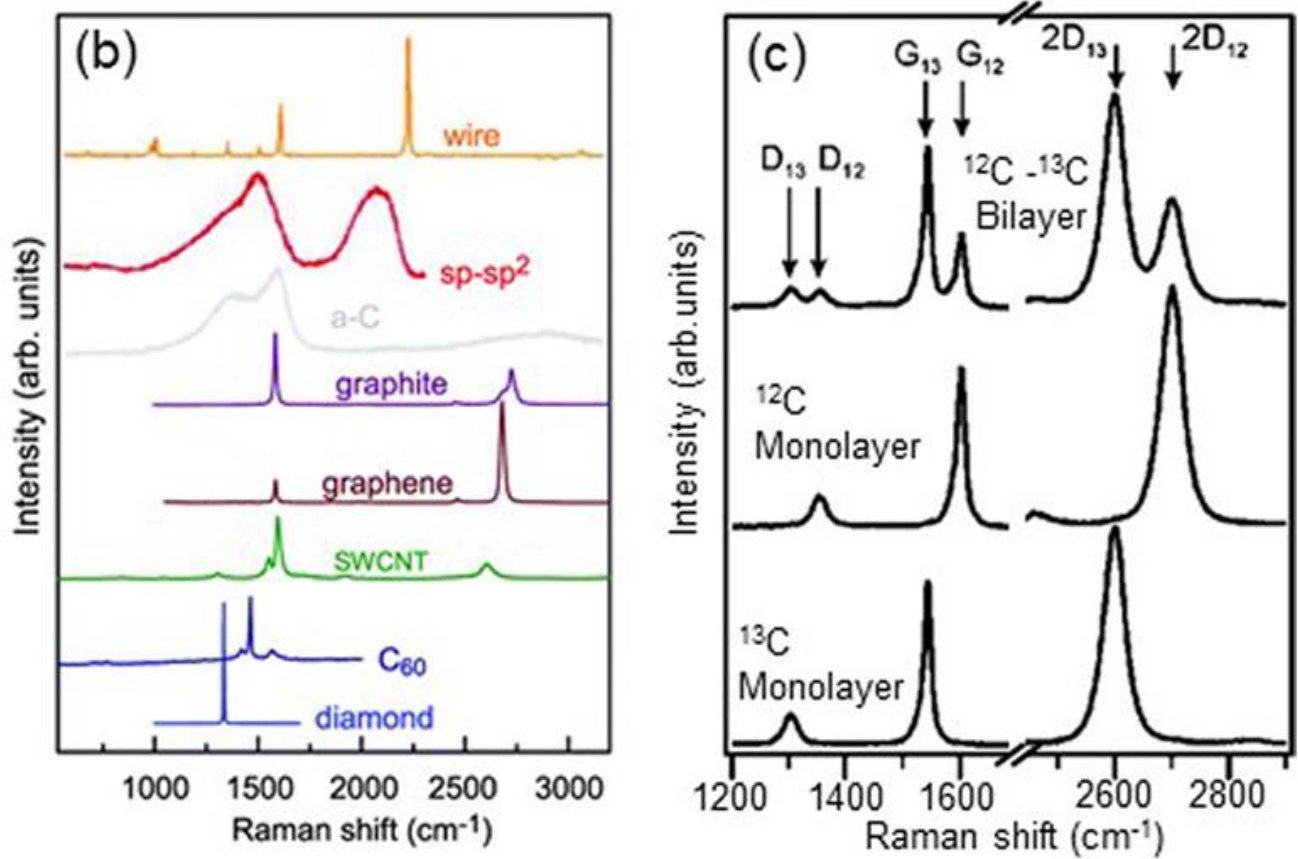 (b)
wire
sp-sp²
a-C
graphite
graphene
SWCNT
C₆₀
diamond
Intensity (arb. units)
1000 1500 2000 2500 3000
Raman shift (cm⁻¹)
(c)
G₁₃ G₁₂ 2D₁₃ 2D₁₂
D₁₃ D₁₂
¹²C -¹³C
Bilayer
¹²C
Monolayer
¹³C
Monolayer
Intensity (arb.units)
1200 1400 1600 2600 2800
Raman shift (cm⁻¹)